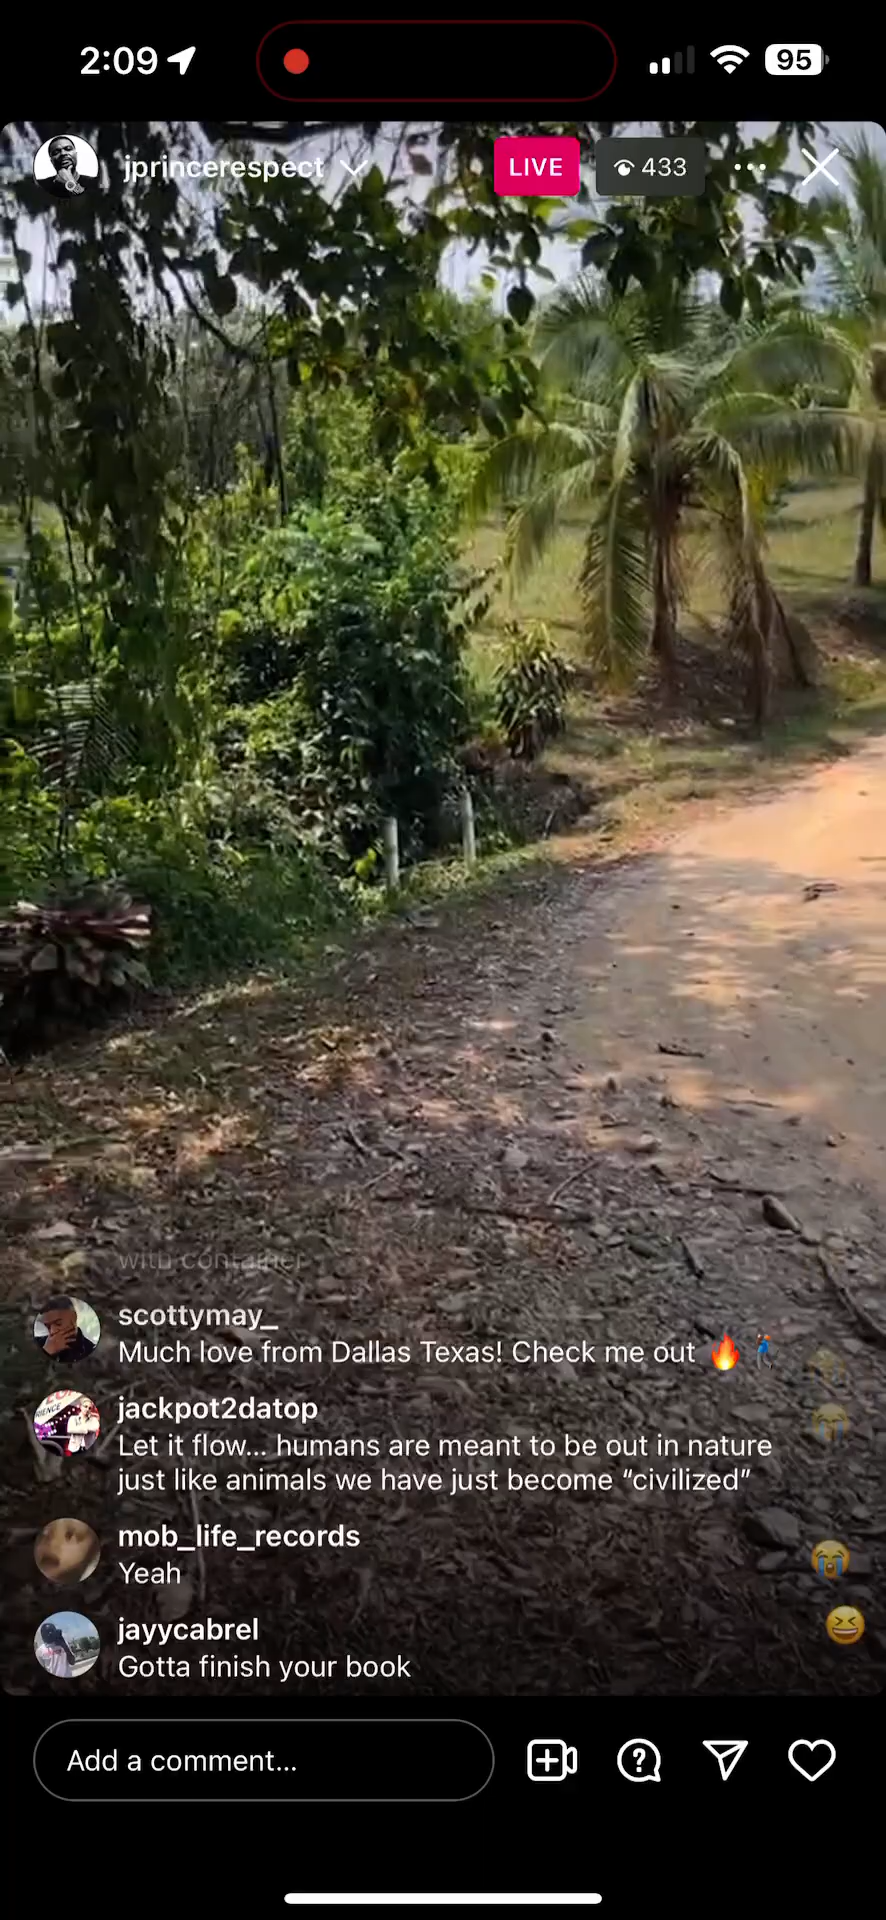 2:09
95
jprincerespect
LIVE
433
with container
scottymay_
Much love from Dallas Texas! Check me out 🔥
jackpot2datop
Let it flow... humans are meant to be out in nature
just like animals we have just become “civilized”
mob_life_records
Yeah
jayycabrel
Gotta finish your book
Add a comment...